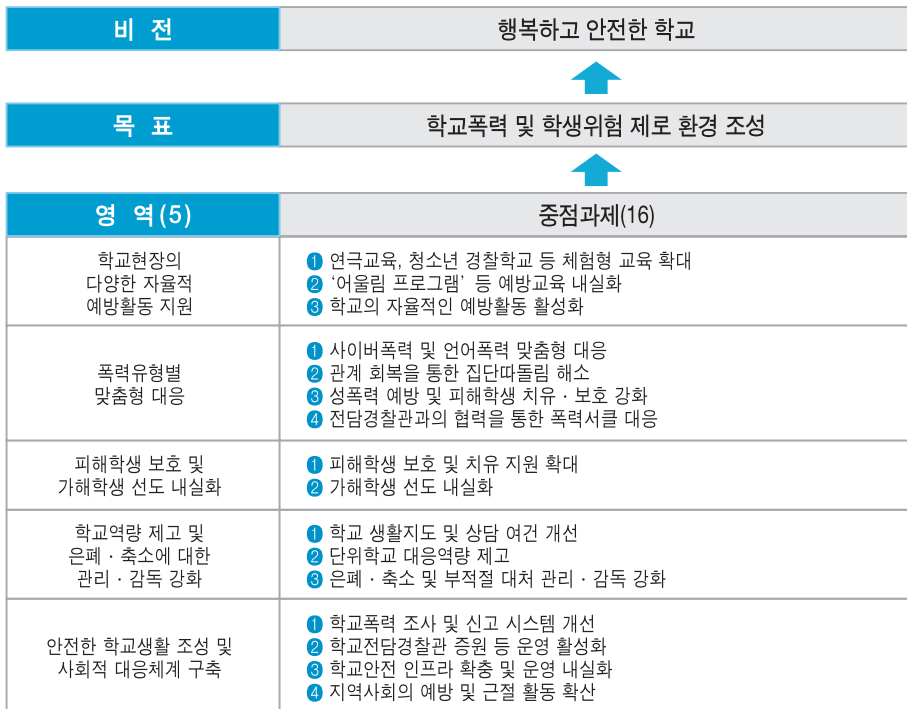 비 전
행복하고 안전한 학교
목 표
학교폭력 및 학생위험 제로 환경 조성
영 역(5)
중점과제(16)
학교현장의
다양한 자율적
예방활동 지원
❶ 연극교육, 청소년 경찰학교 등 체험형 교육 확대
❷ ‘어울림 프로그램’ 등 예방교육 내실화
❸ 학교의 자율적인 예방활동 활성화
폭력유형별
맞춤형 대응
❶ 사이버폭력 및 언어폭력 맞춤형 대응
❷ 관계 회복을 통한 집단따돌림 해소
❸ 성폭력 예방 및 피해학생 치유 · 보호 강화
❹ 전담경찰관과의 협력을 통한 폭력서클 대응
피해학생 보호 및
가해학생 선도 내실화
❶ 피해학생 보호 및 치유 지원 확대
❷ 가해학생 선도 내실화
학교역량 제고 및
은폐 · 축소에 대한
관리 · 감독 강화
❶ 학교 생활지도 및 상담 여건 개선
❷ 단위학교 대응역량 제고
❸ 은폐 · 축소 및 부적절 대처 관리 · 감독 강화
안전한 학교생활 조성 및
사회적 대응체계 구축
❶ 학교폭력 조사 및 신고 시스템 개선
❷ 학교전담경찰관 증원 등 운영 활성화
❸ 학교안전 인프라 확충 및 운영 내실화
❹ 지역사회의 예방 및 근절 활동 확산